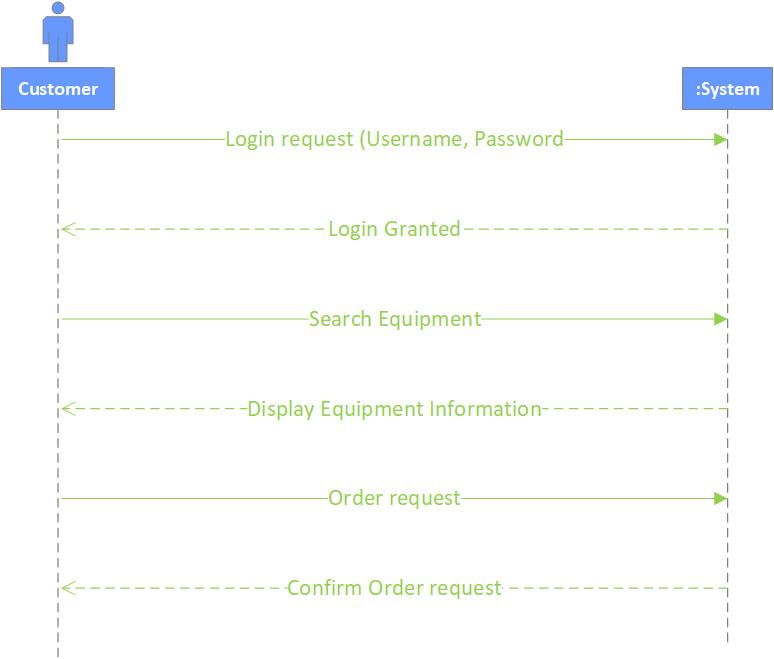 Customer
:System
Login request (Username, Password
Login Granted
Search Equipment
Display Equipment Information
Order request
Confirm Order request